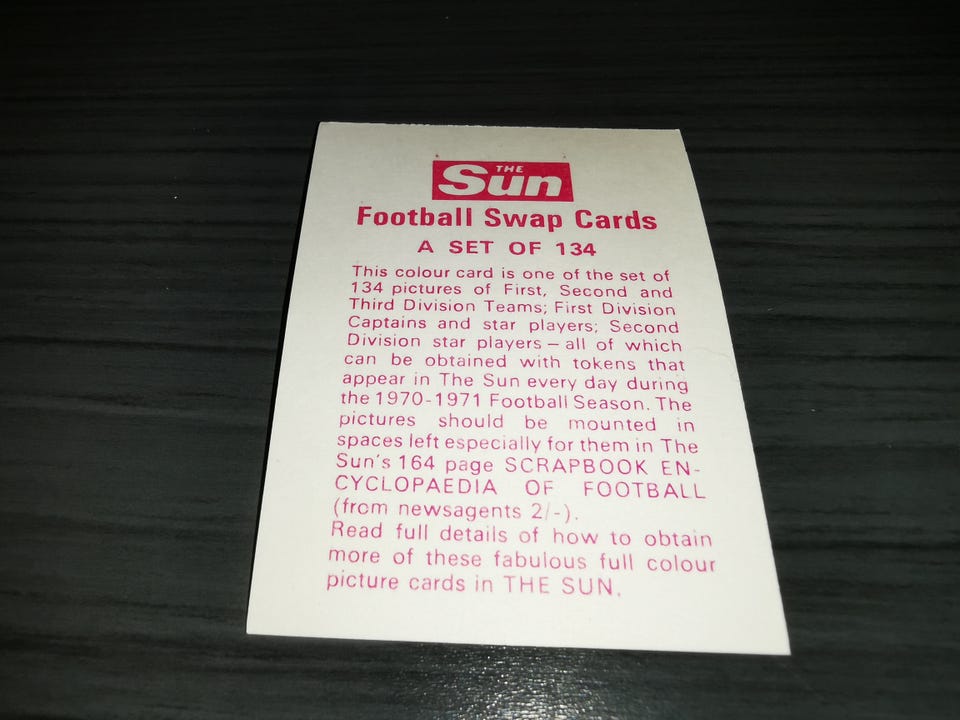 THE
Sun
Football Swap Cards
A SET OF 134
This colour card is one of the set of
134 pictures of First, Second and
Third Division Teams; First Division
Captains and star players; Second
Division star players – all of which
can be obtained with tokens that
appear in The Sun every day during
the 1970-1971 Football Season. The
pictures should be mounted in
spaces left especially for them in The
Sun's 164 page SCRAPBOOK EN-
CYCLOPAEDIA OF FOOTBALL
(from newsagents 2/-).
Read full details of how to obtain
more of these fabulous full colour
picture cards in THE SUN.